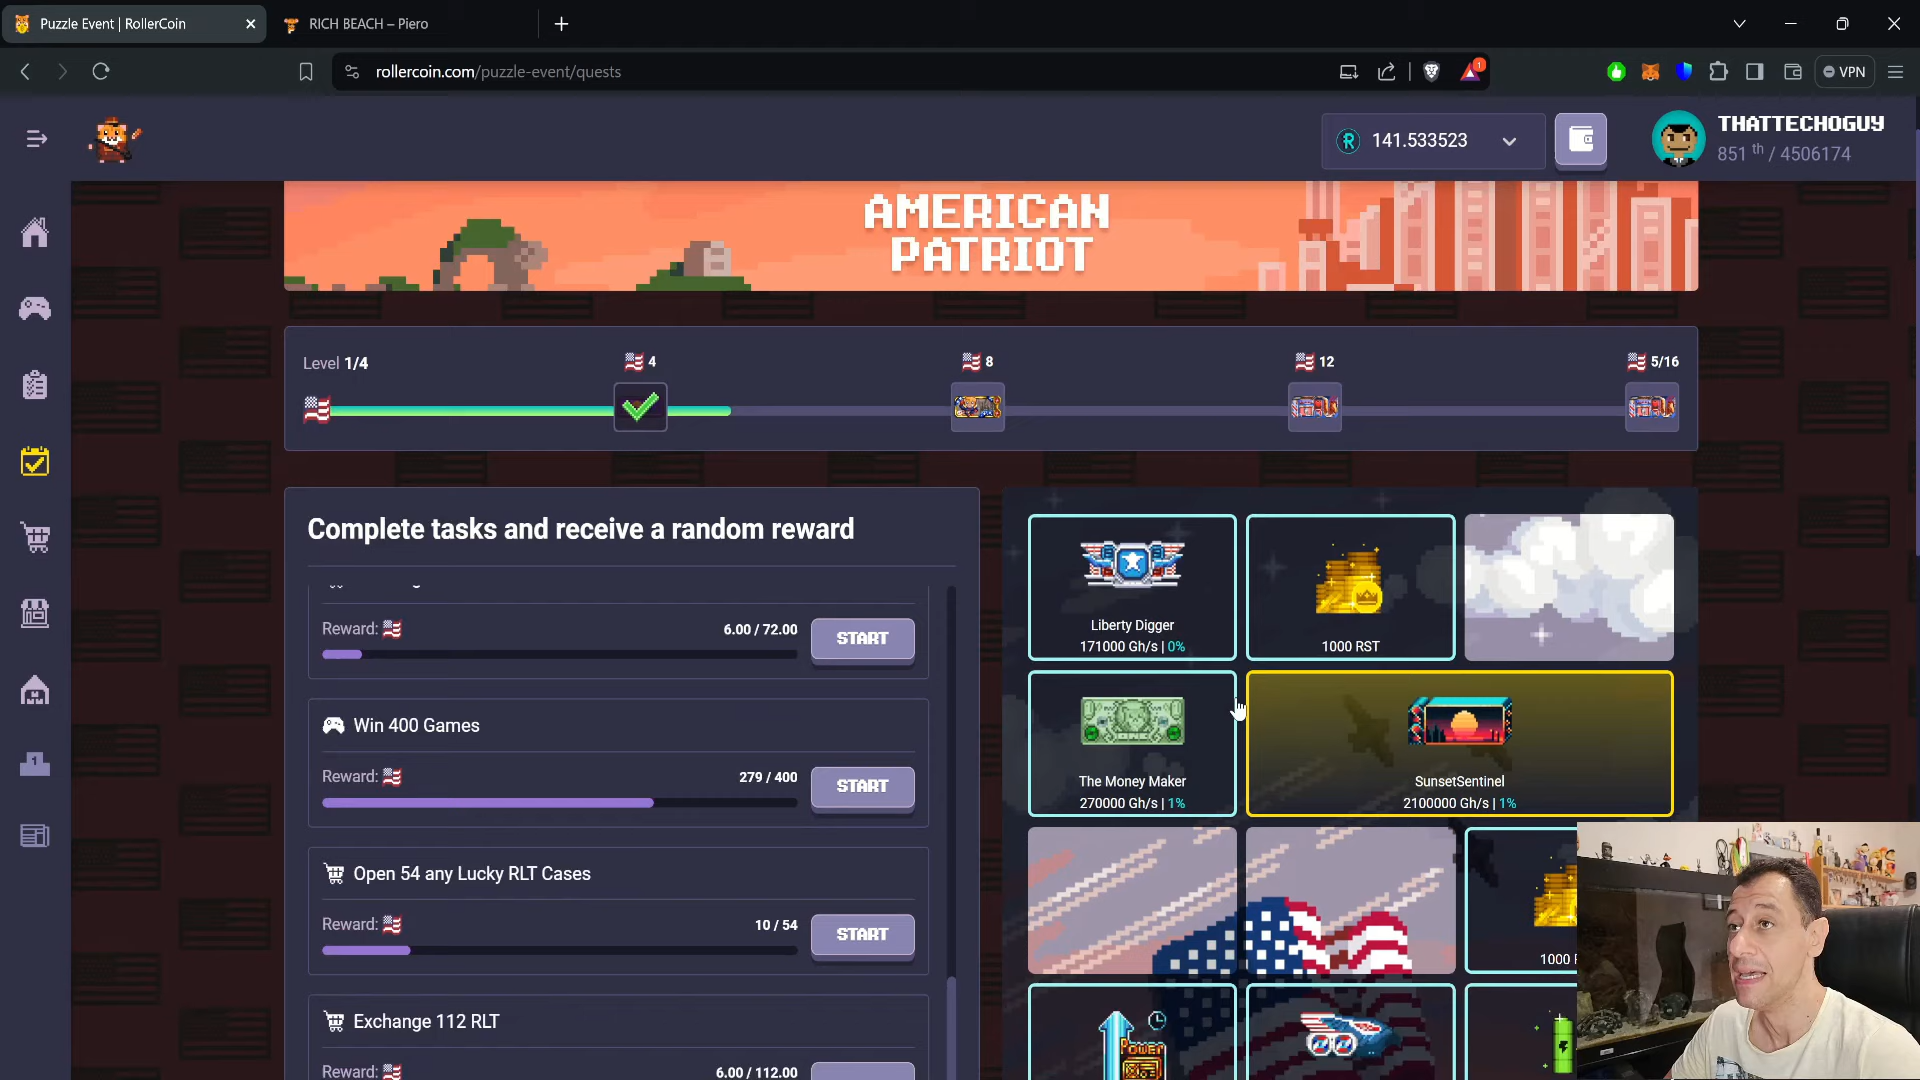 Puzzle Event | RollerCoin
RICH BEACH – Piero
rollercoin.com/puzzle-event/quests
1
VPN
141.533523
THATTECHOGUY
851 th / 4506174
AMERICAN
PATRIOT
Level 1/4
4
8
12
5/16
Complete tasks and receive a random reward
Reward:
6.00 / 72.00
START
Win 400 Games
Reward:
279 / 400
START
Open 54 any Lucky RLT Cases
Reward:
10 / 54
START
Exchange 112 RLT
Reward:
6.00 / 112.00
Liberty Digger
171000 Gh/s | 0%
1000 RST
The Money Maker
270000 Gh/s | 1%
SunsetSentinel
2100000 Gh/s | 1%
1000
POWER